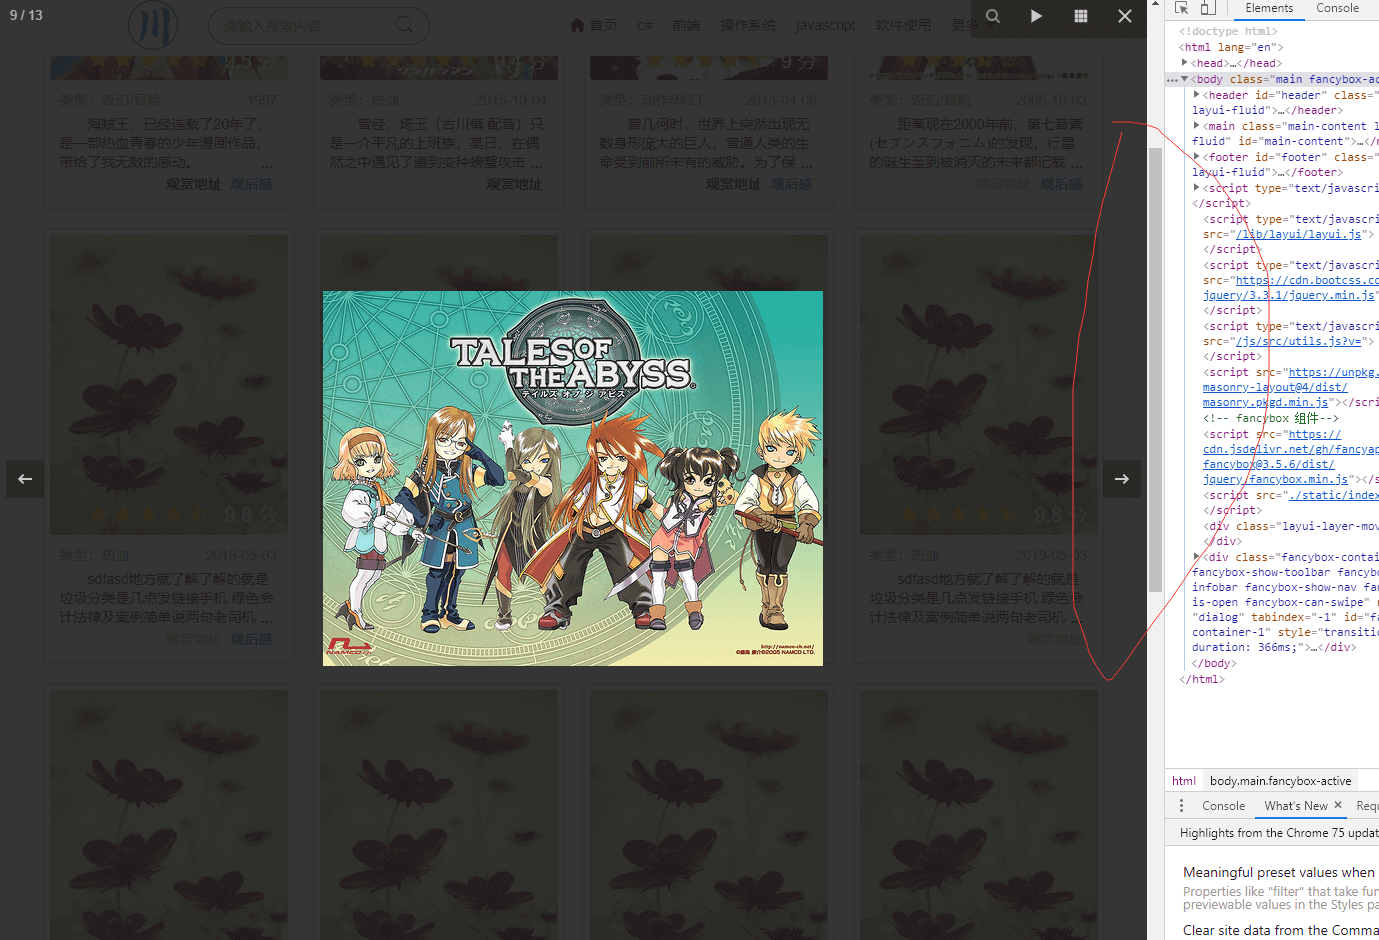 9 / 13
川
请输入搜索内容
首页 c# 前端 操作系统 javascript 软件使用 更多
9.5 分
9.4 分
9 分
类型：奇幻/冒险 1997
海贼王，已经连载了20年了，
是一部热血青春的少年漫画作品，
带给了我无数的感动。 ...
观赏地址 观后感
类型：热血 2015-10-04
曾经，埼玉（古川慎 配音）只
是一介平凡的上班族，某日，在偶
然之中遇见了遭到变种螃蟹攻击 ...
观赏地址
类型：动作/科幻 2013-04-06
曾几何时，世界上突然出现无
数身形庞大的巨人，普通人类的生
命受到前所未有的威胁。为了保 ...
观赏地址 观后感
类型：奇幻/冒险 2008-10-03
距离现在2000年前，第七音素
(セブンスフォニム)的发现，行星
的诞生至到被消灭的未来都记载 ...
观赏地址 观后感
TALES OF
THE ABYSS
テイルズ オブ ジ アビス
NAMCO
http://namco-ch.net/
©藤島 康介©2005 NAMCO LTD.
9.8 分
类型：热血 2019-05-03
sdfasd地方就了解了解的就是
垃圾分类是几点发链接手机 绿色会
计法律及案例简单说两句老司机 ...
观赏地址 观后感
9.8 分
类型：热血 2019-05-03
sdfasd地方就了解了解的就是
垃圾分类是几点发链接手机 绿色会
计法律及案例简单说两句老司机 ...
观赏地址
Elements Console
<!doctype html>
<html lang="en">
<head>…</head>
<body class="main fancybox-ac
<header id="header" class="
layui-fluid">…</header>
<main class="main-content l
fluid" id="main-content">…</
<footer id="footer" class="
layui-fluid">…</footer>
<script type="text/javascri
</script>
<script type="text/javascri
src="/lib/layui/layui.js">
</script>
<script type="text/javascri
src="https://cdn.bootcss.co
jquery/3.3.1/jquery.min.js"
</script>
<script type="text/javascri
src="/js/src/utils.js?v=">
</script>
<script src="https://unpkg.
masonry-layout@4/dist/
masonry.pkgd.min.js"></scri
<!-- fancybox 组件-->
<script src="https://
cdn.jsdelivr.net/gh/fancyap
fancybox@3.5.6/dist/
jquery.fancybox.min.js"></s
<script src="./static/index
</script>
<div class="layui-layer-mov
</div>
<div class="fancybox-contai
fancybox-show-toolbar fancybo
infobar fancybox-show-nav fan
is-open fancybox-can-swipe"
"dialog" tabindex="-1" id="fa
container-1" style="transitio
duration: 366ms;">…</div>
</body>
</html>
html body.main.fancybox-active
Console What's New × Requ
Highlights from the Chrome 75 updat
Meaningful preset values when
Properties like "filter" that take fun
previewable values in the Styles pa
Clear site data from the Comma